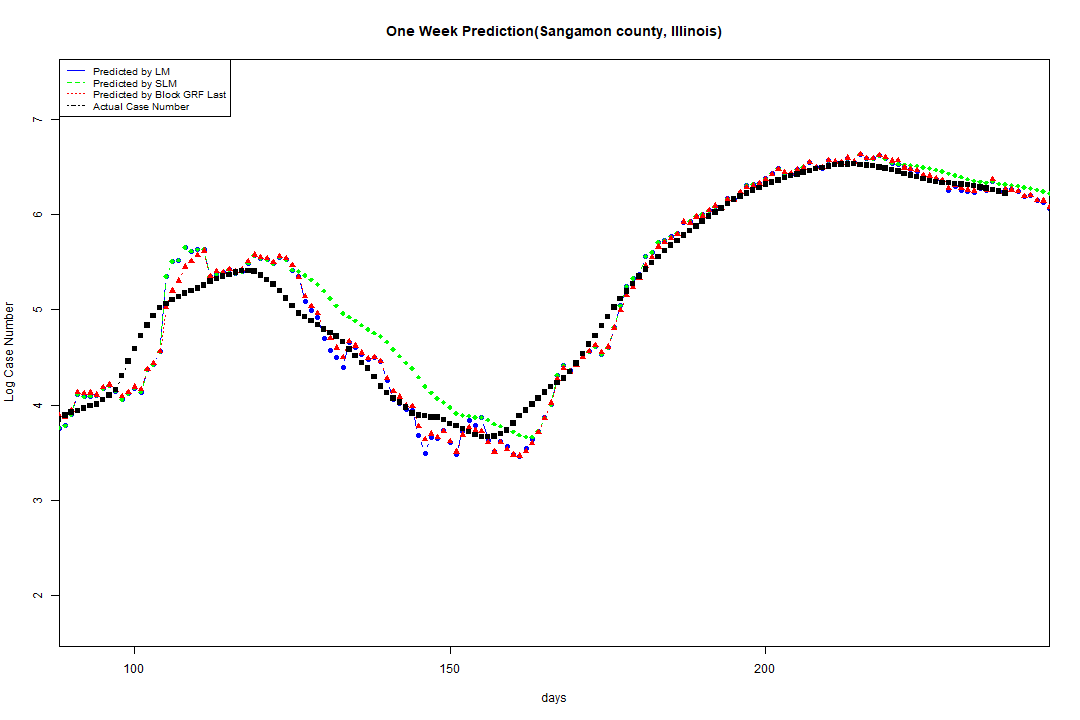 One Week Prediction(Sangamon county, Illinois)
Predicted by LM
Predicted by SLM
Predicted by Block GRF Last
Actual Case Number
7
6
5
4
3
2
Log Case Number
100
150
200
days